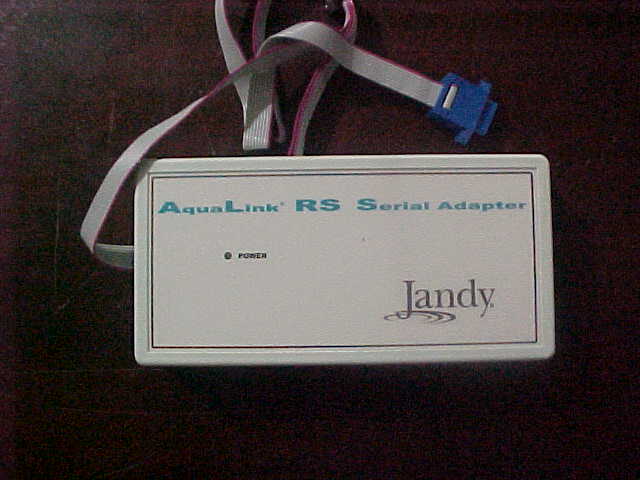 AquaLink® RS Serial Adapter
POWER
Jandy®